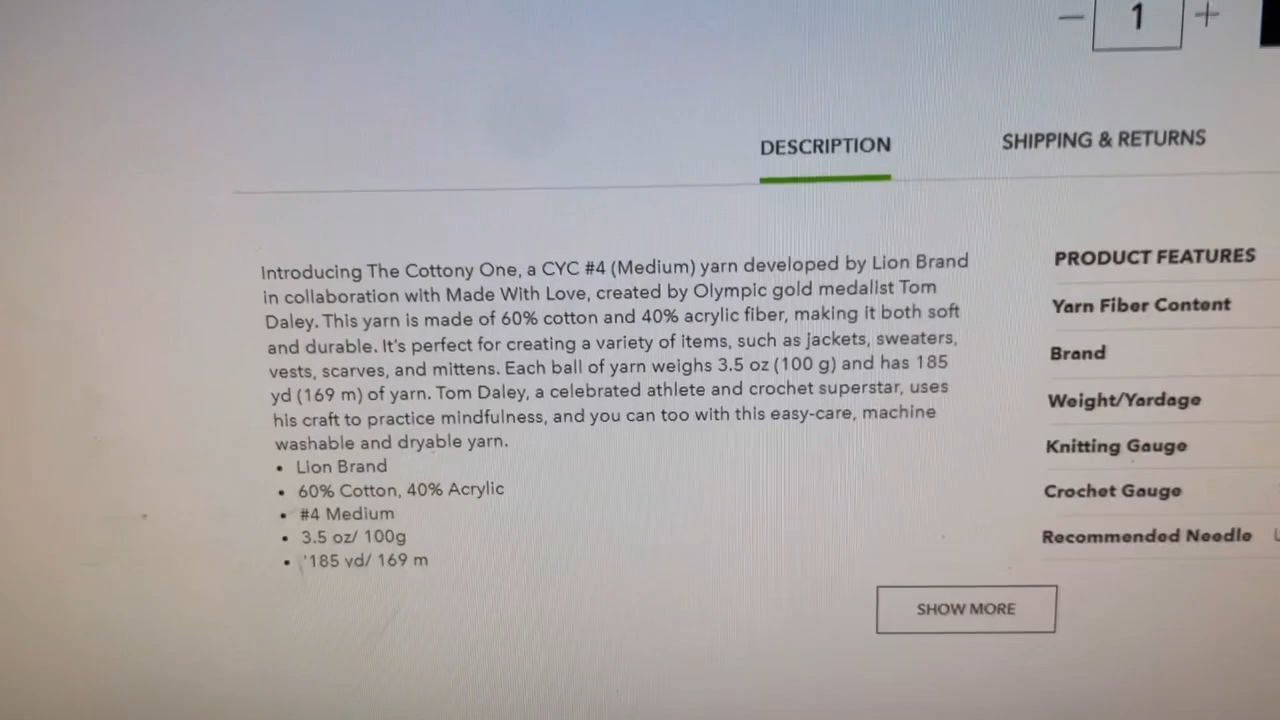 — 1 +
DESCRIPTION
SHIPPING & RETURNS
Introducing The Cottony One, a CYC #4 (Medium) yarn developed by Lion Brand
in collaboration with Made With Love, created by Olympic gold medalist Tom
Daley. This yarn is made of 60% cotton and 40% acrylic fiber, making it both soft
and durable. It's perfect for creating a variety of items, such as jackets, sweaters,
vests, scarves, and mittens. Each ball of yarn weighs 3.5 oz (100 g) and has 185
yd (169 m) of yarn. Tom Daley, a celebrated athlete and crochet superstar, uses
his craft to practice mindfulness, and you can too with this easy-care, machine
washable and dryable yarn.
• Lion Brand
• 60% Cotton, 40% Acrylic
• #4 Medium
• 3.5 oz/ 100g
• '185 yd/ 169 m
PRODUCT FEATURES
Yarn Fiber Content
Brand
Weight/Yardage
Knitting Gauge
Crochet Gauge
Recommended Needle
SHOW MORE